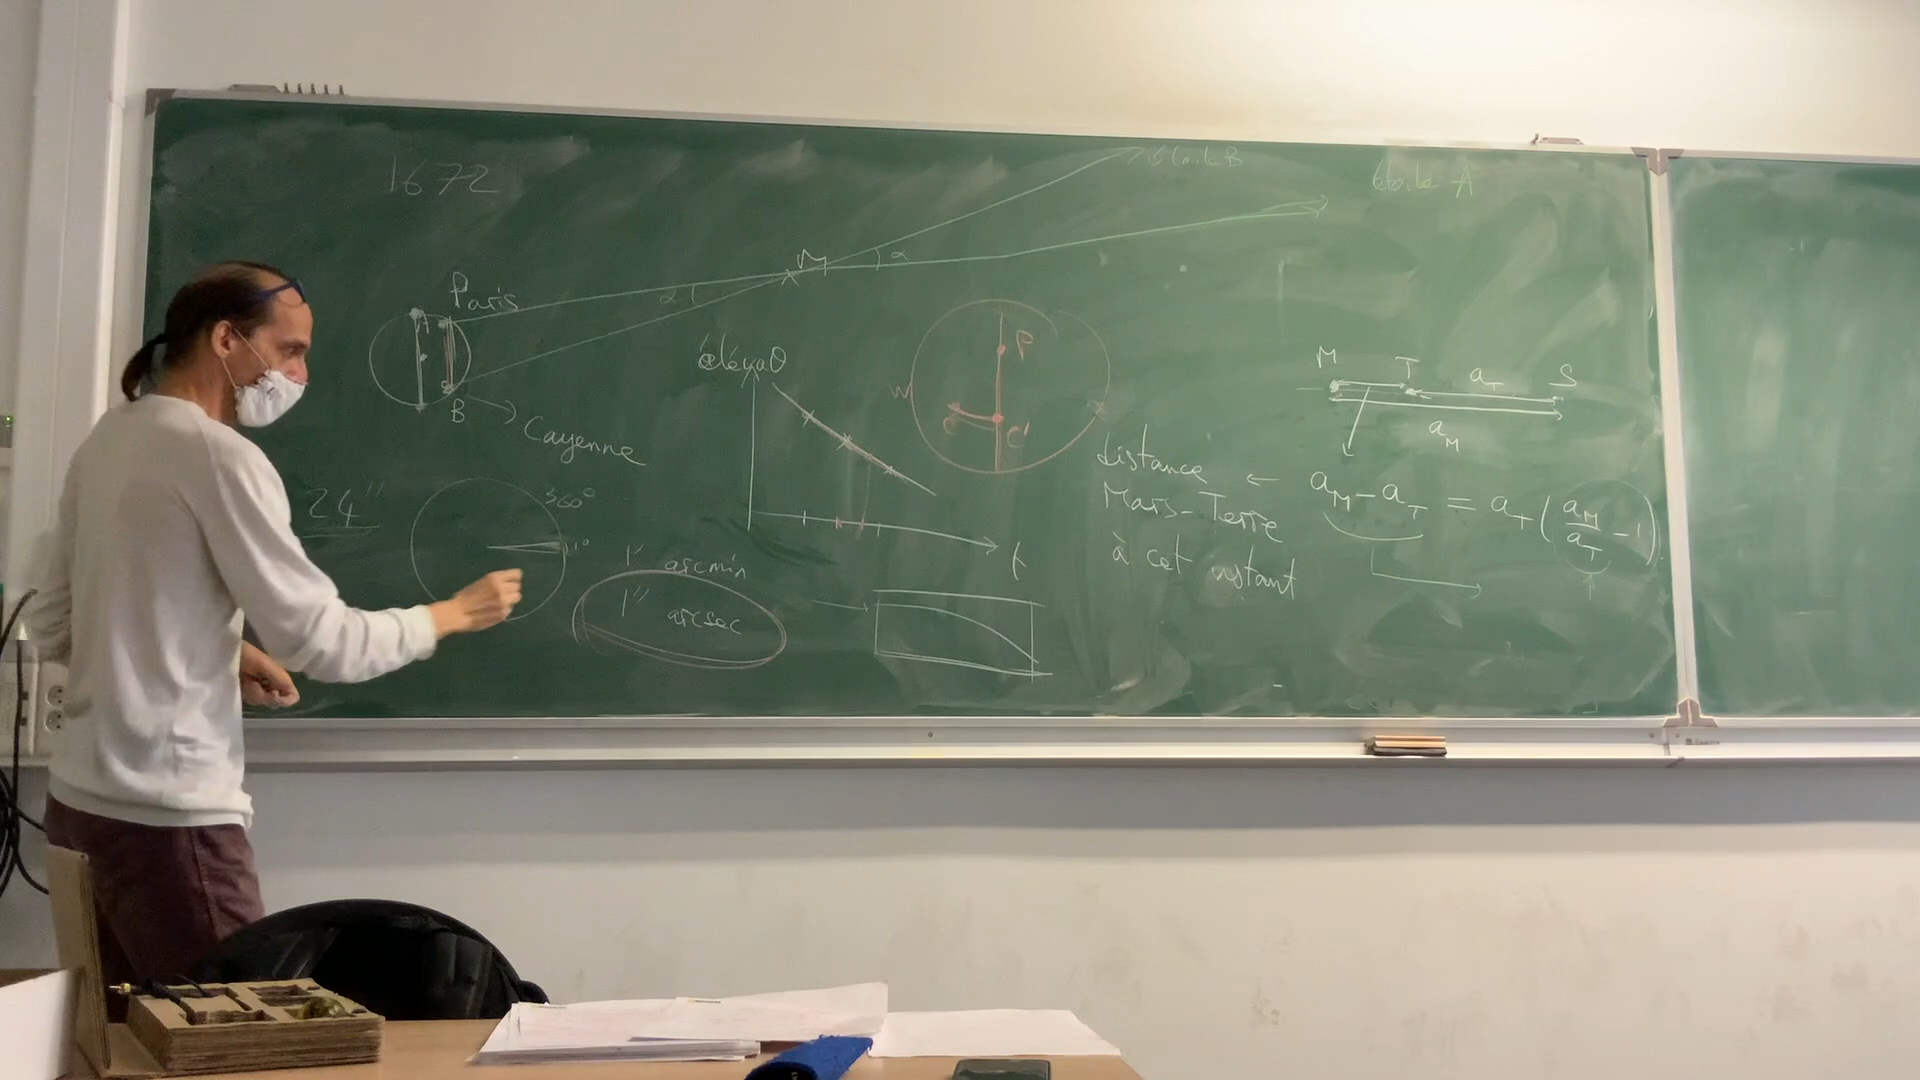 1672
étoile B
étoile A
Paris
A
B
Cayenne
M
α
α
24"
360°
1°
1' arcmin
1" arcsec
t
W
P
C
C'
M T S
a_T
a_M
distance
Mars-Terre
à cet instant
← a_M - a_T = a_T (a_M/a_T - 1)